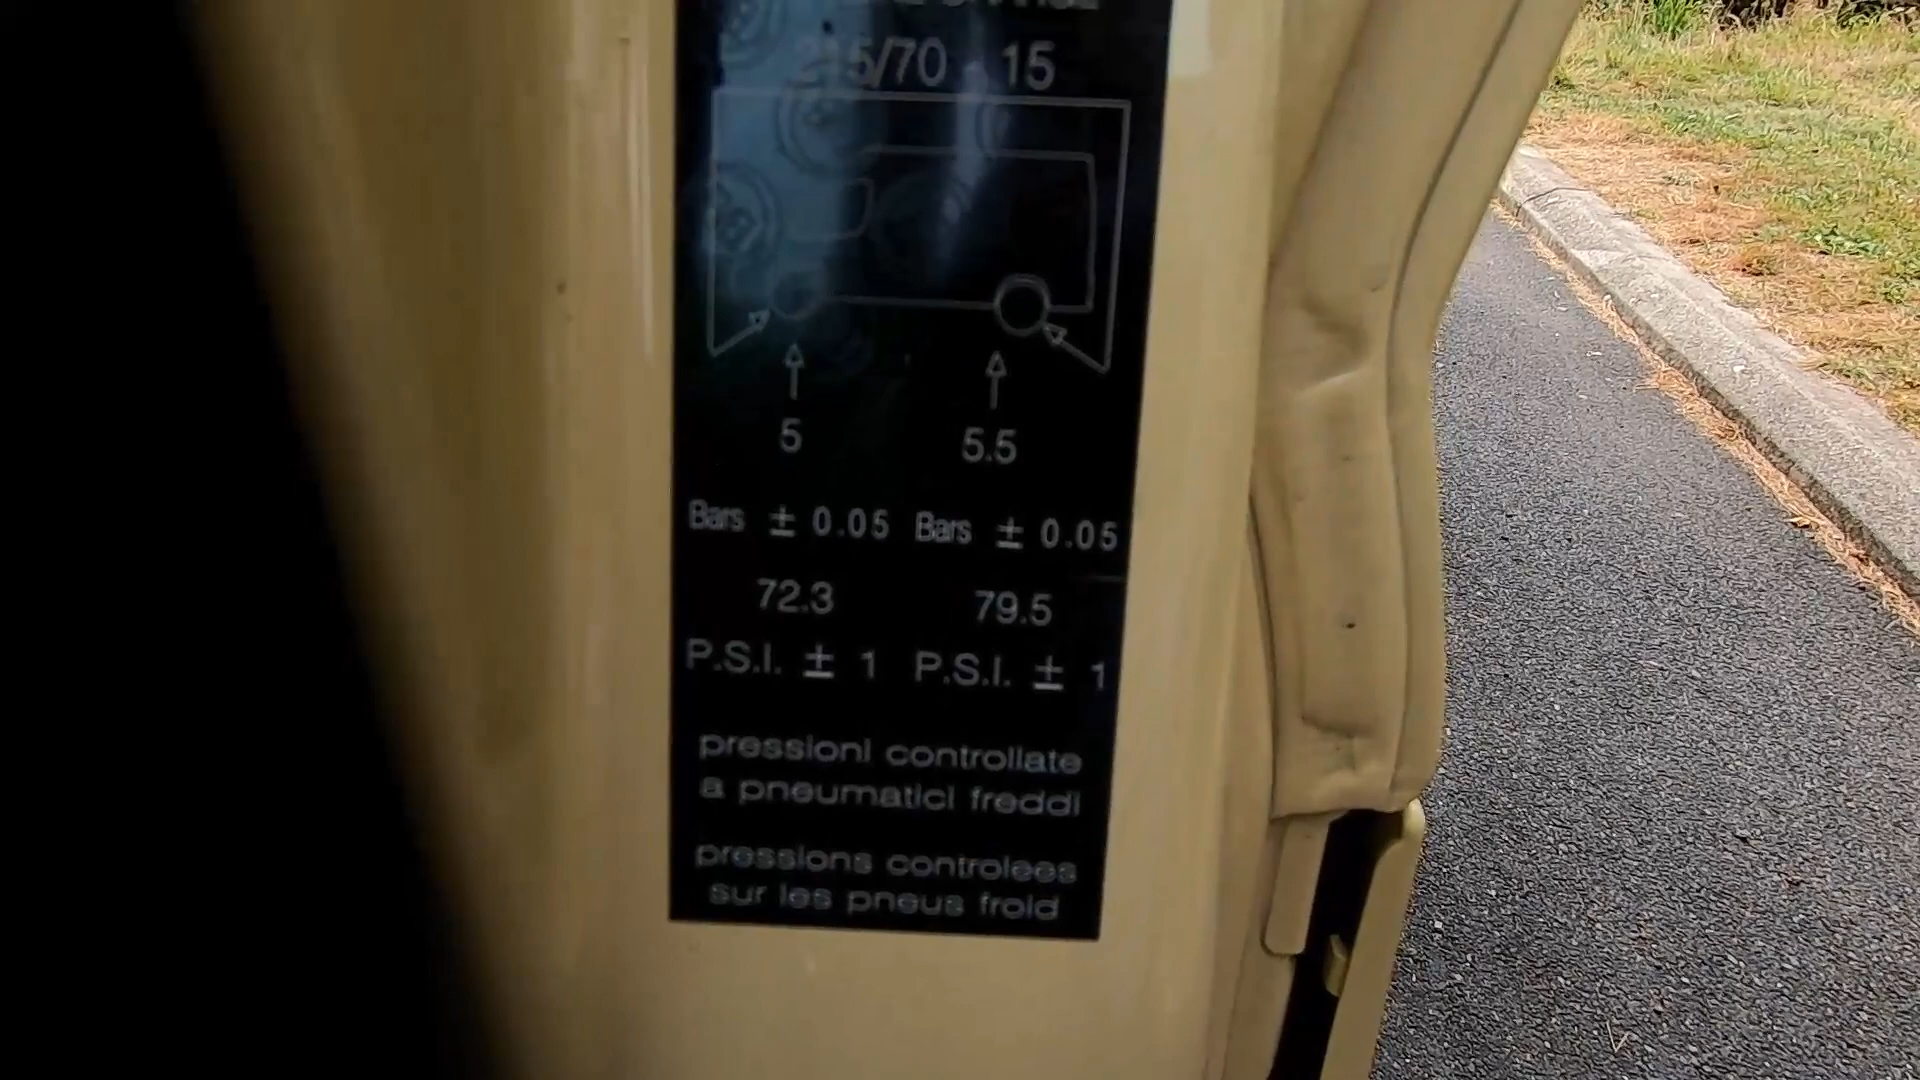 215/70 15
5 5.5
Bars ± 0.05 Bars ± 0.05
72.3 79.5
P.S.I. ± 1 P.S.I. ± 1
pressioni controllate
a pneumatici freddi
pressions controlees
sur les pneus froid